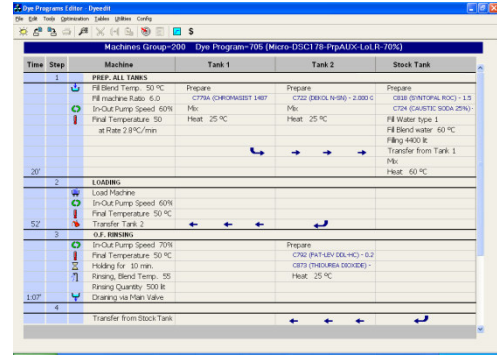 Dye Programs Editor - Dyeedit
File Edit Tools Optimization Tables Utilities Config
$
Machines Group=200 Dye Program=705 (Micro-DSC178-PrpAUX-LoLR-70%)
Time Step Machine Tank 1 Tank 2 Stock Tank
1 PREP. ALL TANKS
Fill Blend Temp. 50 ºC Prepare Prepare Prepare
Fill machine Ratio 6.0 C779A (CHROMASIST 1487 C722 (DEKOL N-SN) - 2.000 G C818 (SYNTOPAL ROC) - 1.5
In-Out Pump Speed 60% Mix Mix C724 (CAUSTIC SODA 25%) -
Final Temperature 50 Heat 25 ºC Heat 25 ºC Fill Water type 1
at Rate 2.8ºC/min Fill Blend water 60 ºC
Filling 4400 lit
Transfer from Tank 1
Mix
20' Heat 60 ºC
2 LOADING
Load Machine
In-Out Pump Speed 60%
Final Temperature 50 ºC
52' Transfer Tank 2
3 O.F. RINSING
In-Out Pump Speed 70% Prepare
Final Temperature 50 ºC C792 (PAT-LEV DDL-HC) - 0.2
Holding for 10 min. C873 (THIOUREA DIOXIDE) -
Rinsing, Blend Temp. 55 Heat 25 ºC
Rinsing Quantity 500 lit
1:07' Draining via Main Valve
4
Transfer from Stock Tank